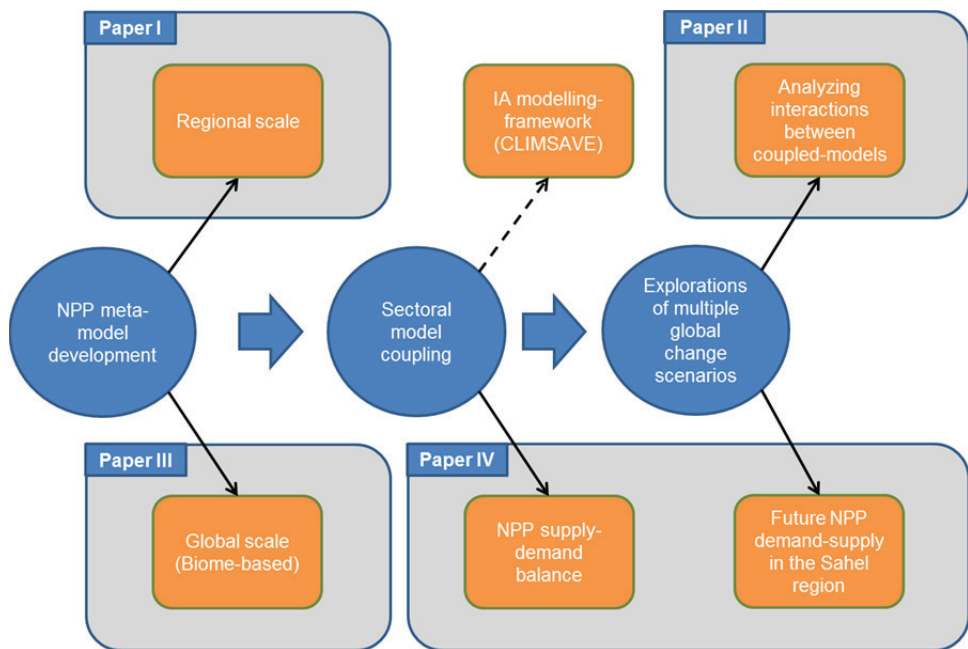 Paper I
Regional scale
IA modelling-
framework
(CLIMSAVE)
Paper II
Analyzing
interactions
between
coupled-models
NPP meta-
model
development
Sectoral
model
coupling
Explorations
of multiple
global
change
scenarios
Paper III
Global scale
(Biome-based)
Paper IV
NPP supply-
demand
balance
Future NPP
demand-supply
in the Sahel
region